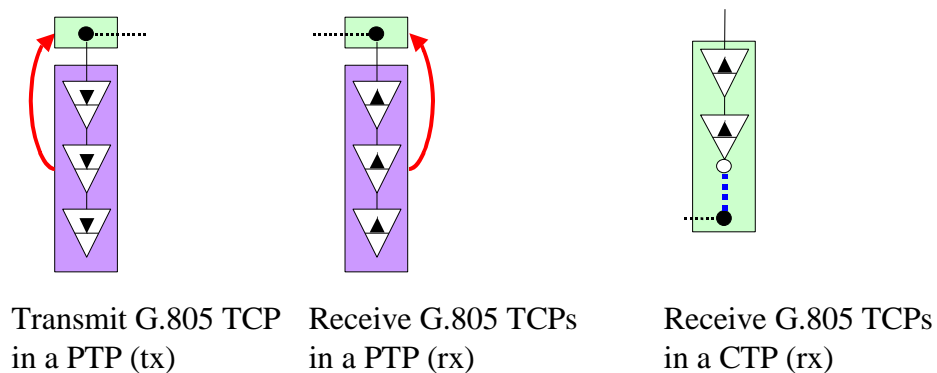 Transmit G.805 TCP
in a PTP (tx)
Receive G.805 TCPs
in a PTP (rx)
Receive G.805 TCPs
in a CTP (rx)